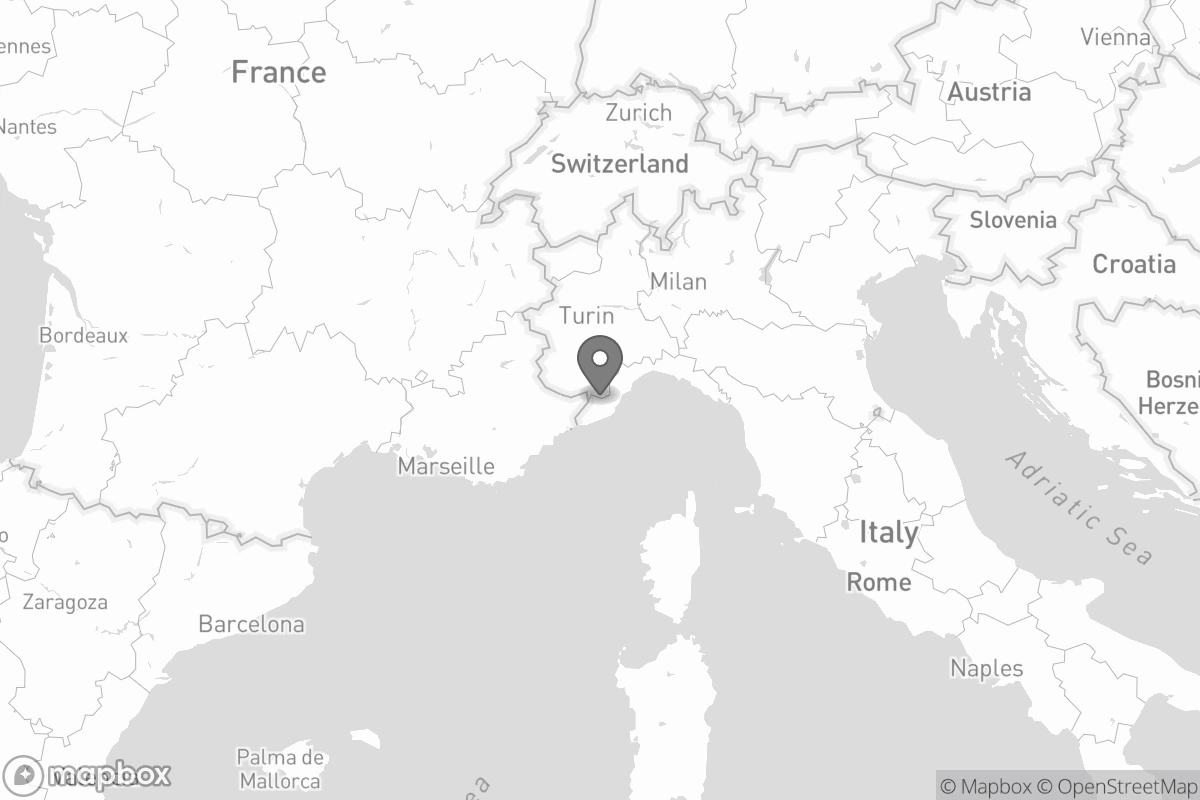 Vienna
ennes
France
Austria
Zurich
Nantes
Switzerland
Slovenia
Croatia
Milan
Turin
Bordeaux
Bosni
Herze
Marseille
Adriatic Sea
Italy
o
Rome
Zaragoza
Barcelona
Naples
Palma de
Mallorca
mapbox
ea
© Mapbox © OpenStreetMap